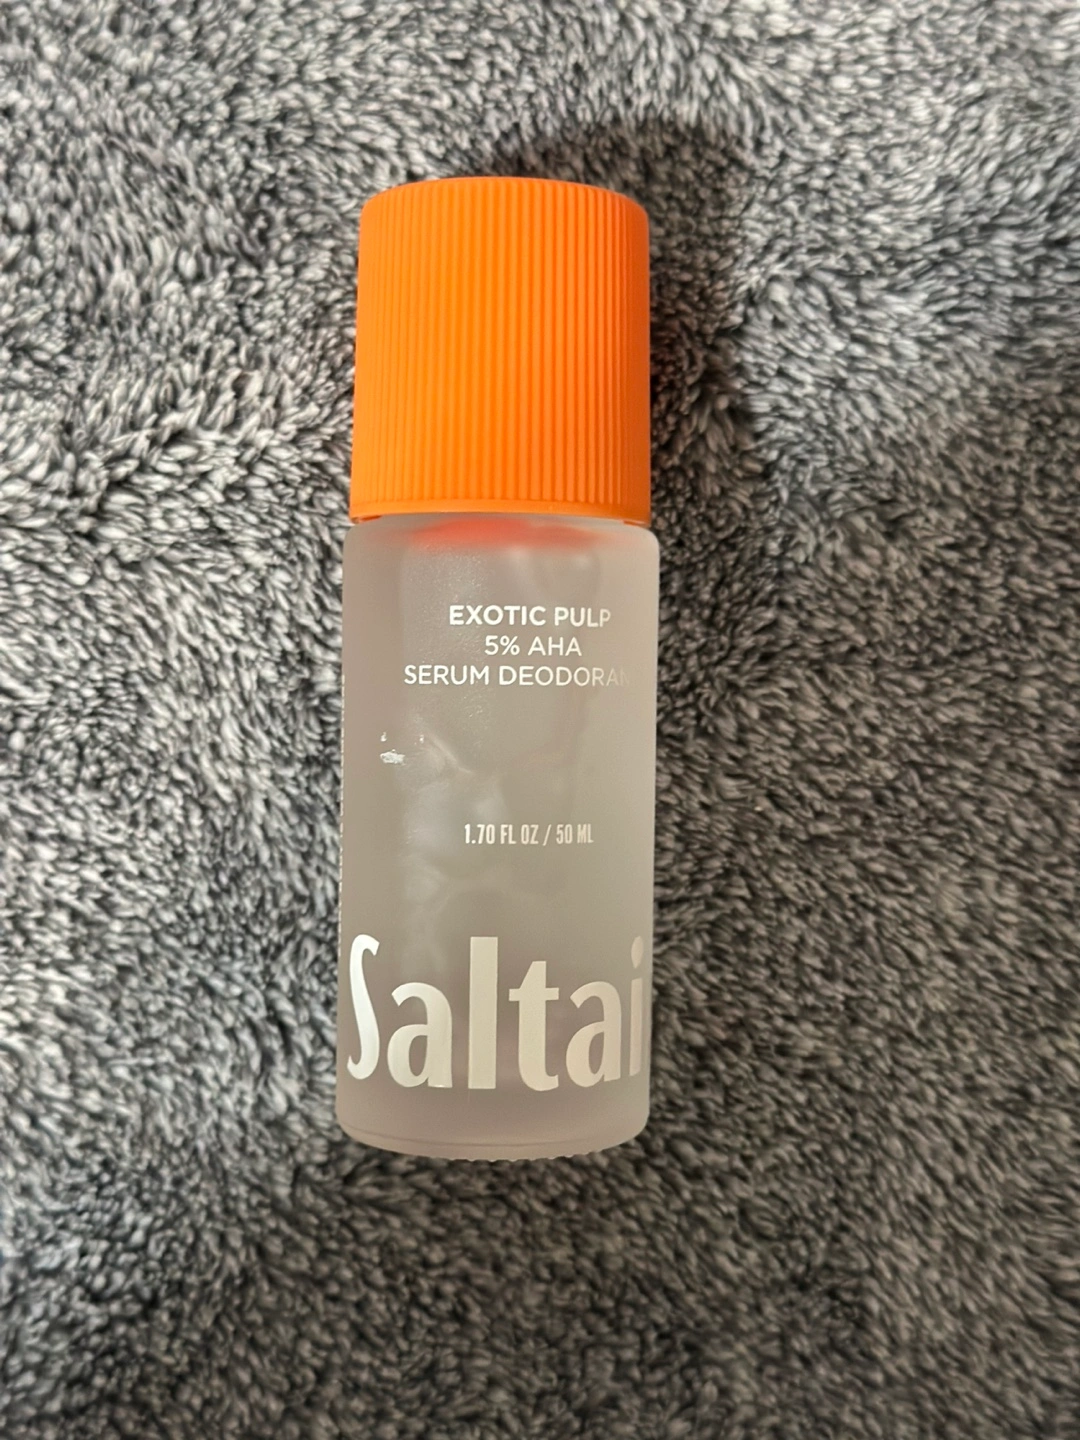 EXOTIC PULP
5% AHA
SERUM DEODORAN
1.70 FL OZ / 50 ML
Saltai